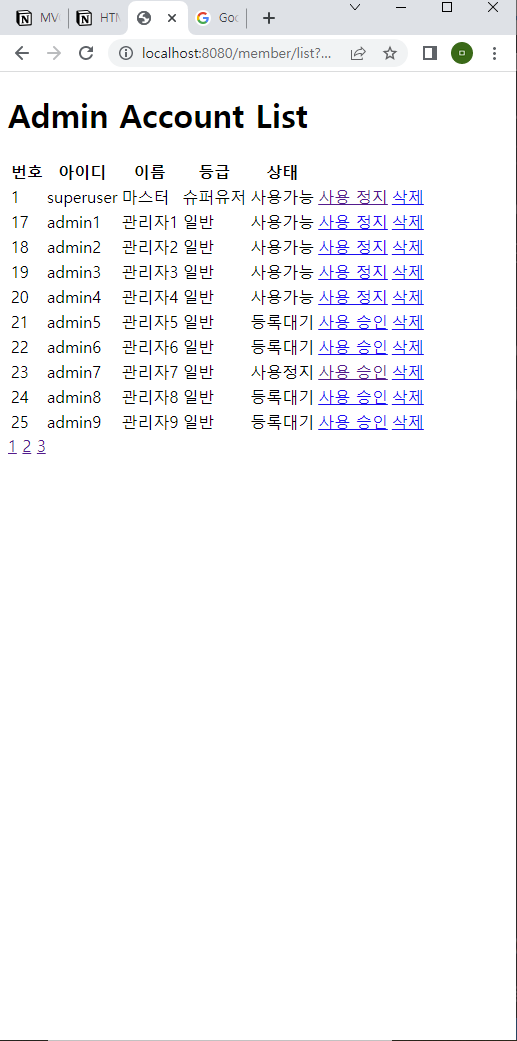 MV
HTM
Goo
localhost:8080/member/list?...
Admin Account List
번호 아이디 이름 등급 상태
1 superuser 마스터 슈퍼유저 사용가능 사용 정지 삭제
17 admin1 관리자1 일반 사용가능 사용 정지 삭제
18 admin2 관리자2 일반 사용가능 사용 정지 삭제
19 admin3 관리자3 일반 사용가능 사용 정지 삭제
20 admin4 관리자4 일반 사용가능 사용 정지 삭제
21 admin5 관리자5 일반 등록대기 사용 승인 삭제
22 admin6 관리자6 일반 등록대기 사용 승인 삭제
23 admin7 관리자7 일반 사용정지 사용 승인 삭제
24 admin8 관리자8 일반 등록대기 사용 승인 삭제
25 admin9 관리자9 일반 등록대기 사용 승인 삭제
1 2 3